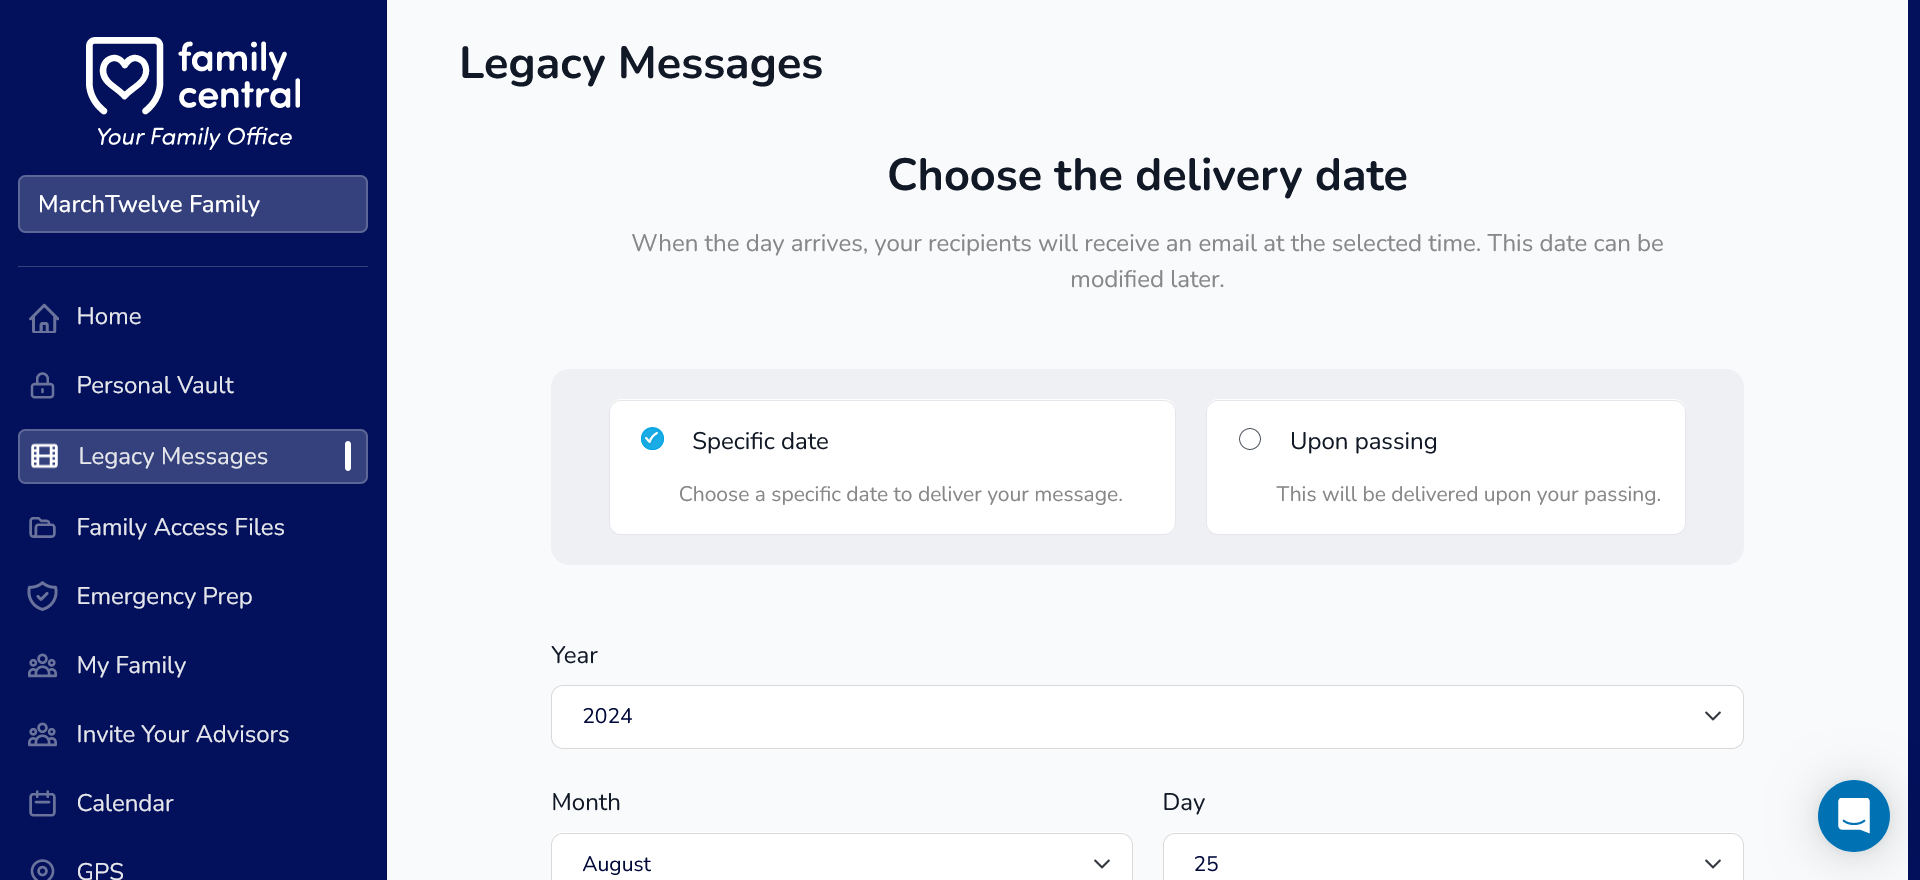 family
central
Your Family Office
MarchTwelve Family
Home
Personal Vault
Legacy Messages
Family Access Files
Emergency Prep
My Family
Invite Your Advisors
Calendar
GPS
Legacy Messages
Choose the delivery date
When the day arrives, your recipients will receive an email at the selected time. This date can be
modified later.
Specific date
Choose a specific date to deliver your message.
Upon passing
This will be delivered upon your passing.
Year
2024
Month
August
Day
25